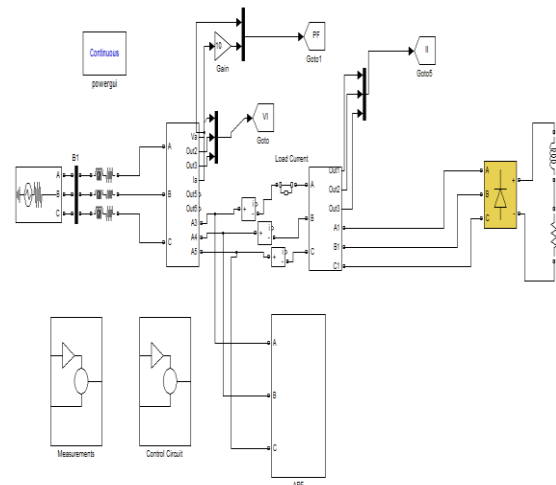 Continuous
powergui
10
Gain
PF
Goto1
II
Goto5
VI
Goto
B1
A
B
C
A
B
C
A
B
C
Va
Out2
Out3
Ia
Out5
Out6
A3
A4
A5
Load Current
A
B
C
Out1
Out2
Out3
A1
B1
C1
A
B
C
+
-
i
+
-
i
+
-
i
+
-
A
B
C
Measurements
Control Circuit